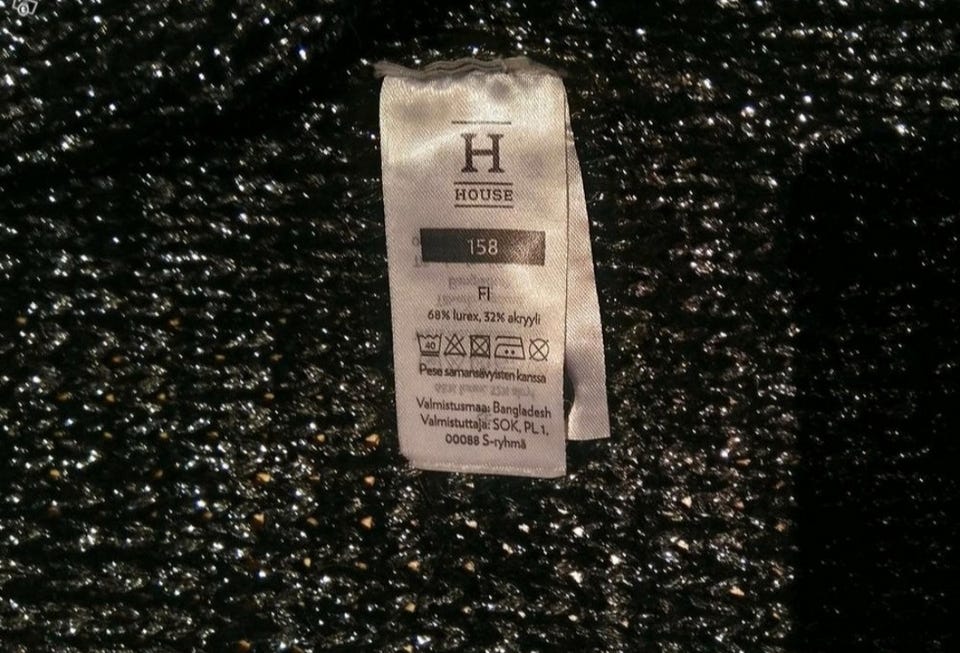 H
HOUSE
158
FI
68% lurex, 32% akryyli
40
Pese samansävyisten kanssa
Valmistusmaa: Bangladesh
Valmistuttaja: SOK, PL 1,
00088 S-ryhmä